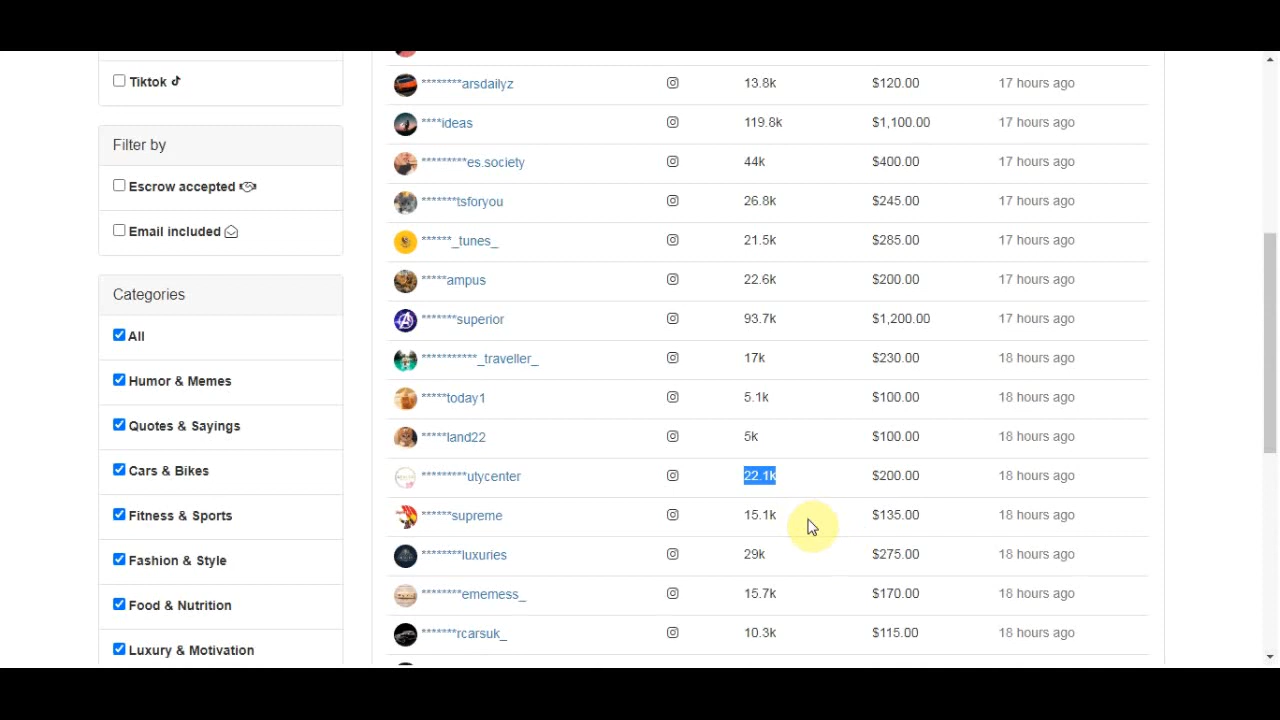 Tiktok
Filter by
Escrow accepted
Email included
Categories
All
Humor & Memes
Quotes & Sayings
Cars & Bikes
Fitness & Sports
Fashion & Style
Food & Nutrition
Luxury & Motivation
********arsdailyz 13.8k $120.00 17 hours ago
****ideas 119.8k $1,100.00 17 hours ago
*********es.society 44k $400.00 17 hours ago
*******tsforyou 26.8k $245.00 17 hours ago
******_tunes_ 21.5k $285.00 17 hours ago
*****ampus 22.6k $200.00 17 hours ago
*******superior 93.7k $1,200.00 17 hours ago
***********_traveller_ 17k $230.00 17 hours ago
*****today1 5.1k $100.00 18 hours ago
*****land22 5k $100.00 18 hours ago
*********utycenter 22.1k $200.00 18 hours ago
******supreme 15.1k $135.00 18 hours ago
********luxuries 29k $275.00 18 hours ago
********ememess_ 15.7k $170.00 18 hours ago
*******rcarsuk_ 10.3k $115.00 18 hours ago